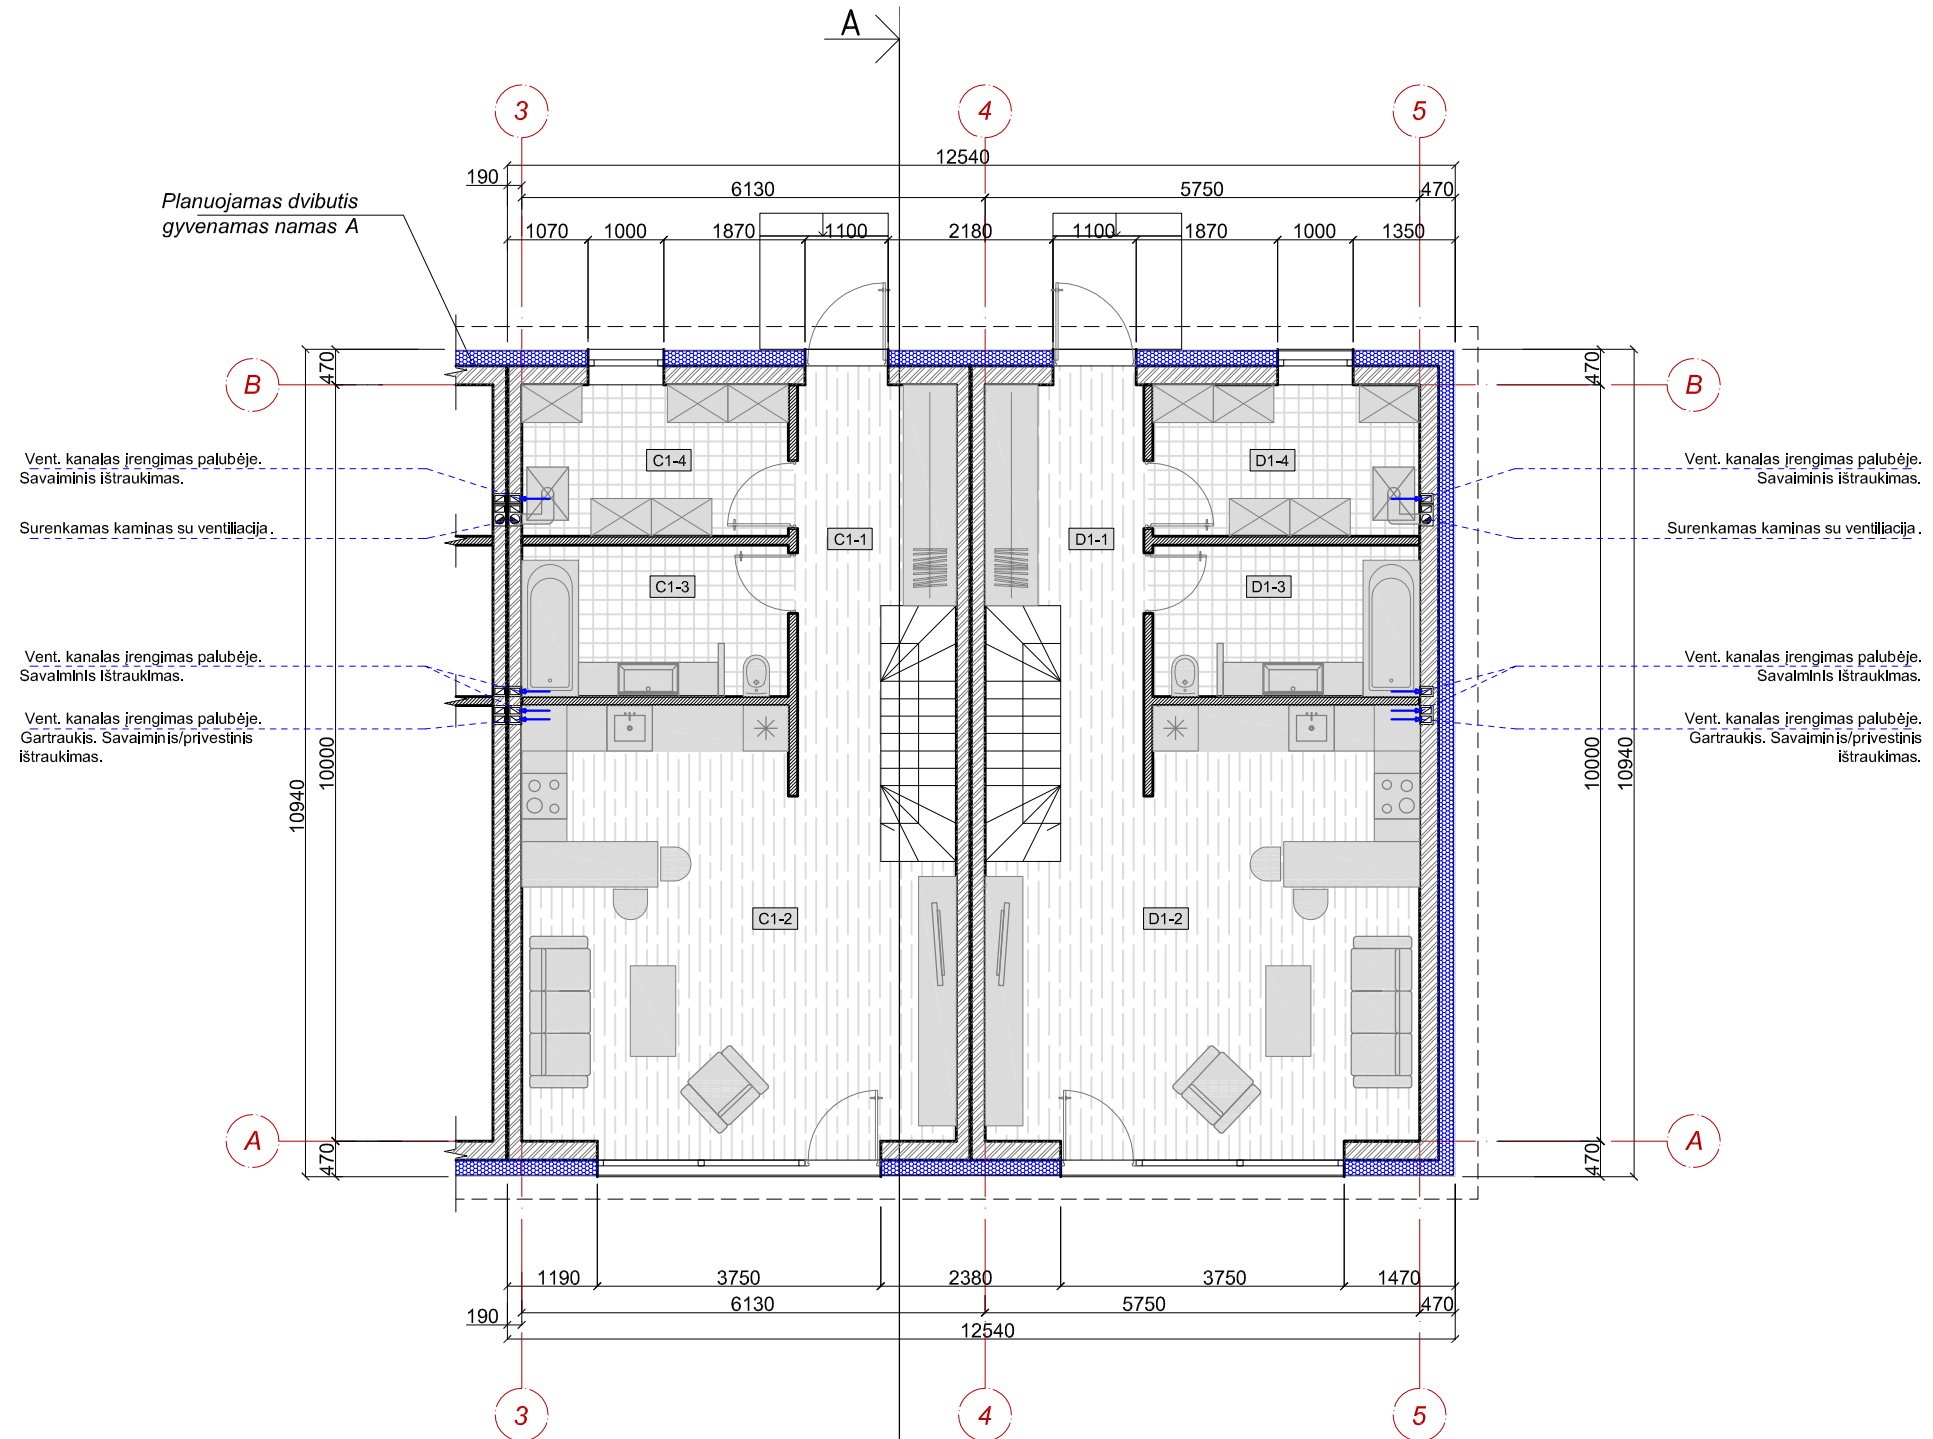 A
3
4
5
12540
190
6130
5750
470
Planuojamas dvibutis
gyvenamas namas A
1070
1000
1870
1100
2180
1100
1870
1000
1350
470
470
B
B
Vent. kanalas įrengimas palubėje.
Savaiminis ištraukimas.
C1-4
D1-4
Vent. kanalas įrengimas palubėje.
Savaiminis ištraukimas.
Surenkamas kaminas su ventiliacija.
C1-1
D1-1
Surenkamas kaminas su ventiliacija.
C1-3
D1-3
Vent. kanalas įrengimas palubėje.
Savaiminis ištraukimas.
Vent. kanalas įrengimas palubėje.
Savaiminis ištraukimas.
Vent. kanalas įrengimas palubėje.
Gartraukis. Savaiminis/privestinis
ištraukimas.
Vent. kanalas įrengimas palubėje.
Gartraukis. Savaiminis/privestinis
ištraukimas.
10940
10000
10000
10940
C1-2
D1-2
A
A
470
470
1190
3750
2380
3750
1470
190
6130
5750
470
12540
3
4
5